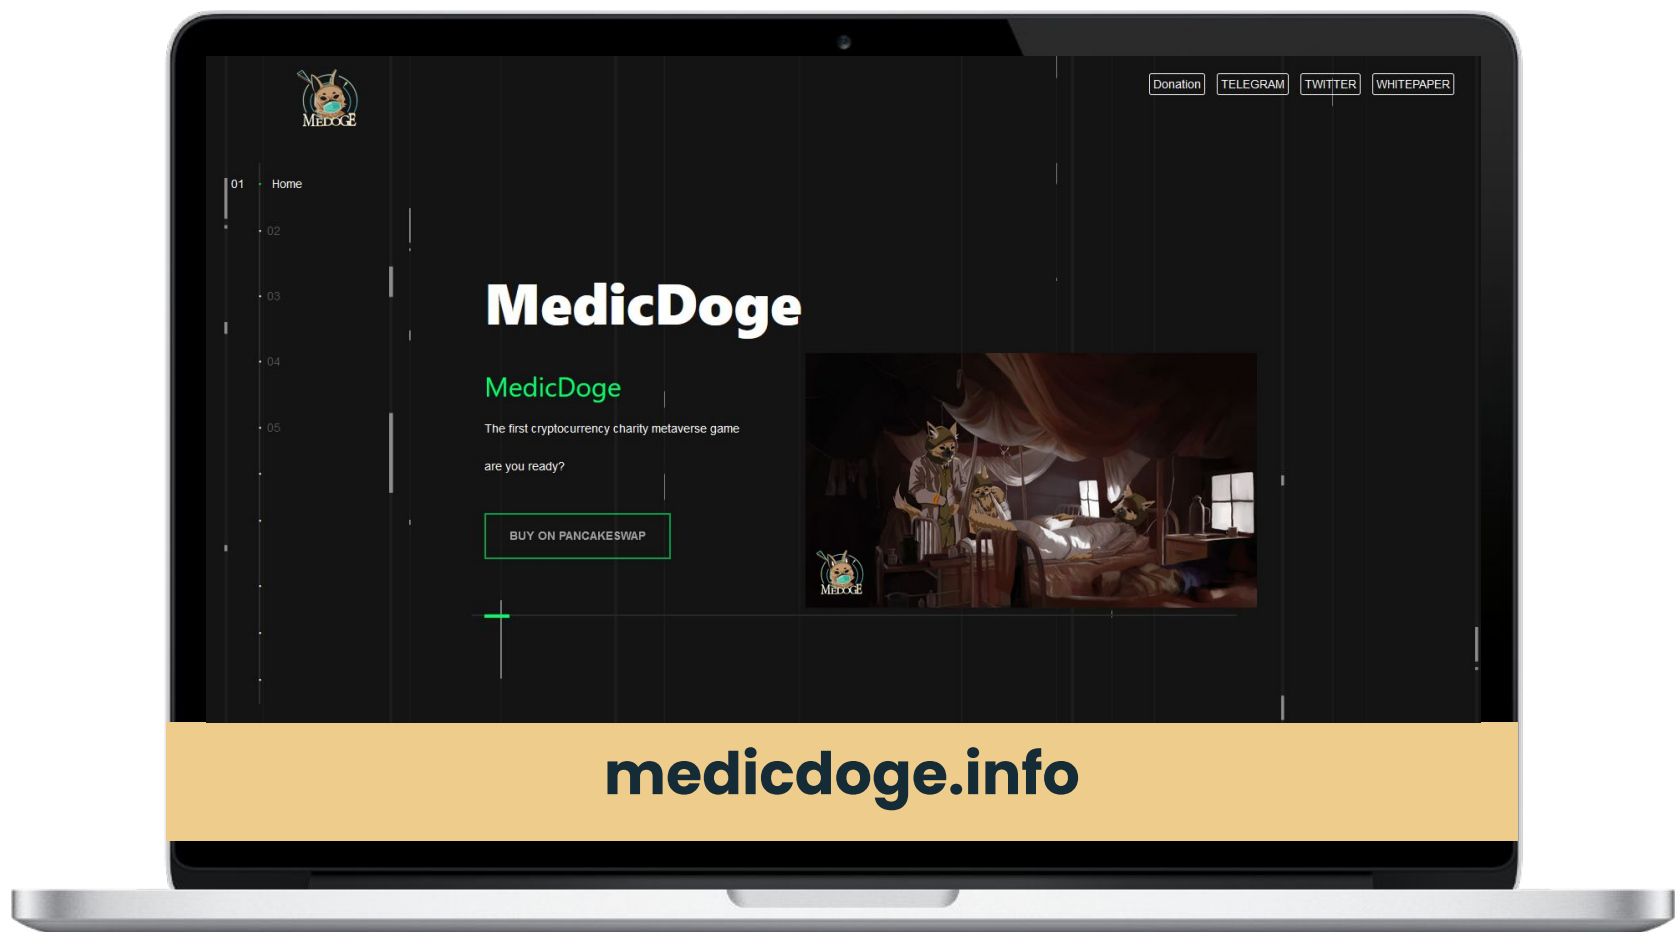 MEDOGE
Donation
TELEGRAM
TWITTER
WHITEPAPER
01 Home
02
03
04
05
MedicDoge
MedicDoge
The first cryptocurrency charity metaverse game
are you ready?
BUY ON PANCAKESWAP
MEDOGE
medicdoge.info